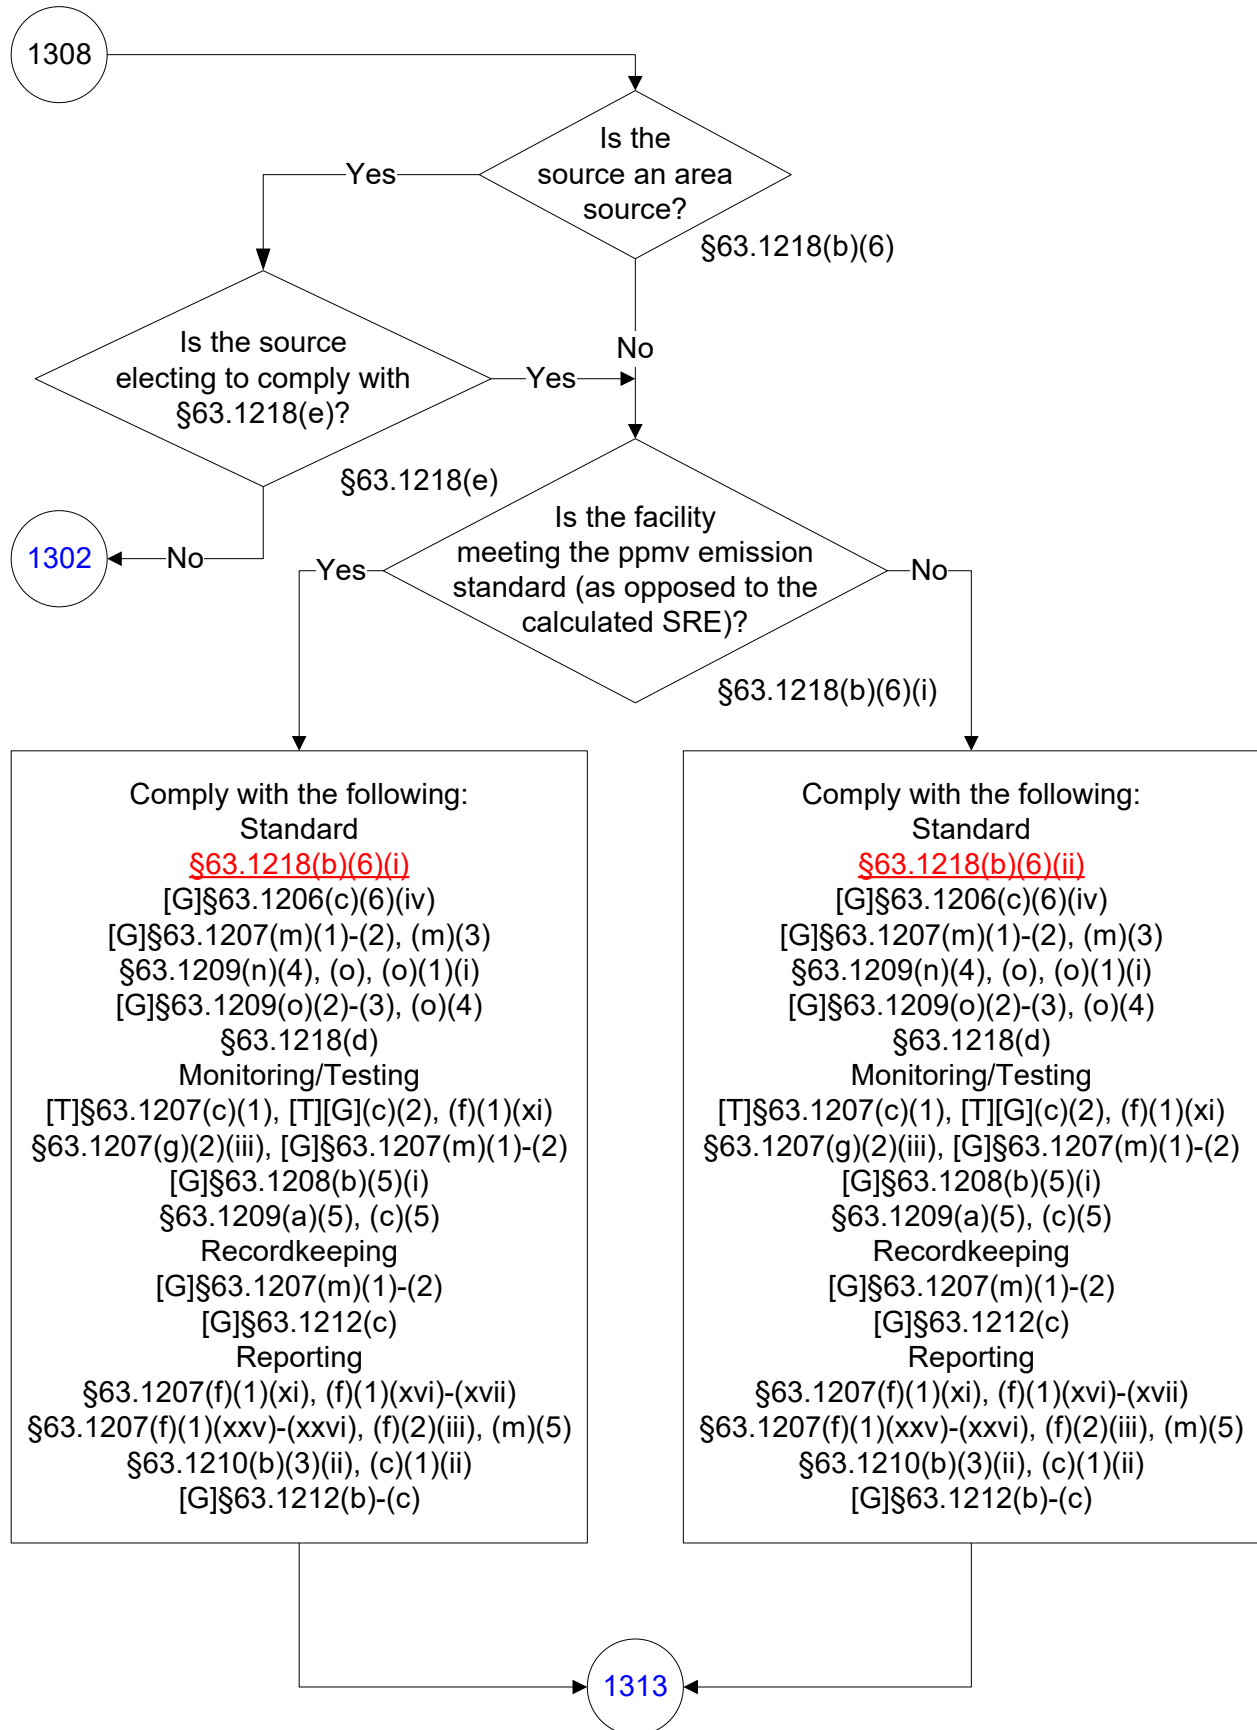 1308
Is the
source an area
source?
Yes
§63.1218(b)(6)
No
Is the source
electing to comply with
§63.1218(e)?
Yes
§63.1218(e)
1302
No
Is the facility
meeting the ppmv emission
standard (as opposed to the
calculated SRE)?
Yes
No
§63.1218(b)(6)(i)
Comply with the following:
Standard
§63.1218(b)(6)(i)
[G]§63.1206(c)(6)(iv)
[G]§63.1207(m)(1)-(2), (m)(3)
§63.1209(n)(4), (o), (o)(1)(i)
[G]§63.1209(o)(2)-(3), (o)(4)
§63.1218(d)
Monitoring/Testing
[T]§63.1207(c)(1), [T][G](c)(2), (f)(1)(xi)
§63.1207(g)(2)(iii), [G]§63.1207(m)(1)-(2)
[G]§63.1208(b)(5)(i)
§63.1209(a)(5), (c)(5)
Recordkeeping
[G]§63.1207(m)(1)-(2)
[G]§63.1212(c)
Reporting
§63.1207(f)(1)(xi), (f)(1)(xvi)-(xvii)
§63.1207(f)(1)(xxv)-(xxvi), (f)(2)(iii), (m)(5)
§63.1210(b)(3)(ii), (c)(1)(ii)
[G]§63.1212(b)-(c)
Comply with the following:
Standard
§63.1218(b)(6)(ii)
[G]§63.1206(c)(6)(iv)
[G]§63.1207(m)(1)-(2), (m)(3)
§63.1209(n)(4), (o), (o)(1)(i)
[G]§63.1209(o)(2)-(3), (o)(4)
§63.1218(d)
Monitoring/Testing
[T]§63.1207(c)(1), [T][G](c)(2), (f)(1)(xi)
§63.1207(g)(2)(iii), [G]§63.1207(m)(1)-(2)
[G]§63.1208(b)(5)(i)
§63.1209(a)(5), (c)(5)
Recordkeeping
[G]§63.1207(m)(1)-(2)
[G]§63.1212(c)
Reporting
§63.1207(f)(1)(xi), (f)(1)(xvi)-(xvii)
§63.1207(f)(1)(xxv)-(xxvi), (f)(2)(iii), (m)(5)
§63.1210(b)(3)(ii), (c)(1)(ii)
[G]§63.1212(b)-(c)
1313